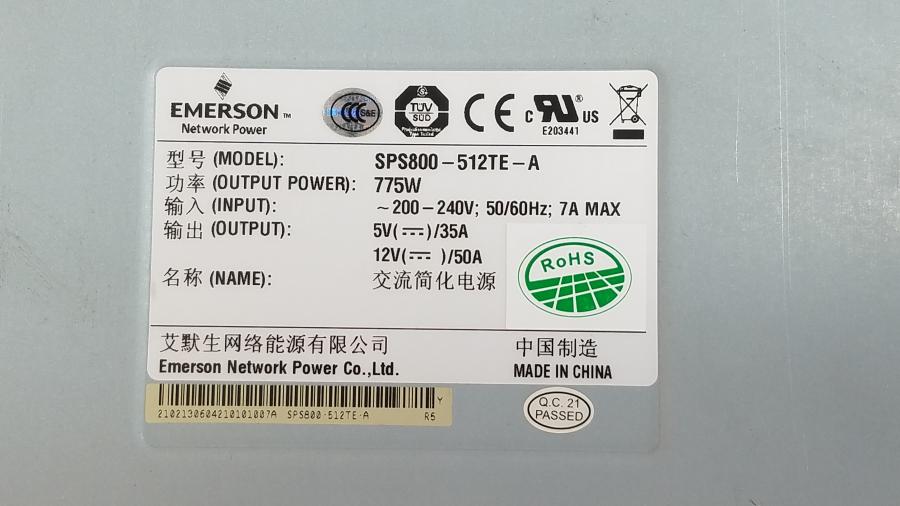 EMERSON™
Network Power
CCC S&E
TÜV
SÜD
CE
c RU® US
E203441
型号 (MODEL): SPS800-512TE-A
功率 (OUTPUT POWER): 775W
输入 (INPUT): ~200-240V; 50/60Hz; 7A MAX
输出 (OUTPUT): 5V(⎓)/35A
12V(⎓ )/50A
名称 (NAME): 交流简化电源
RoHS
艾默生网络能源有限公司 中国制造
Emerson Network Power Co.,Ltd. MADE IN CHINA
Y
2102130604210101007A SPS800-512TE-A R5
Q.C. 21
PASSED